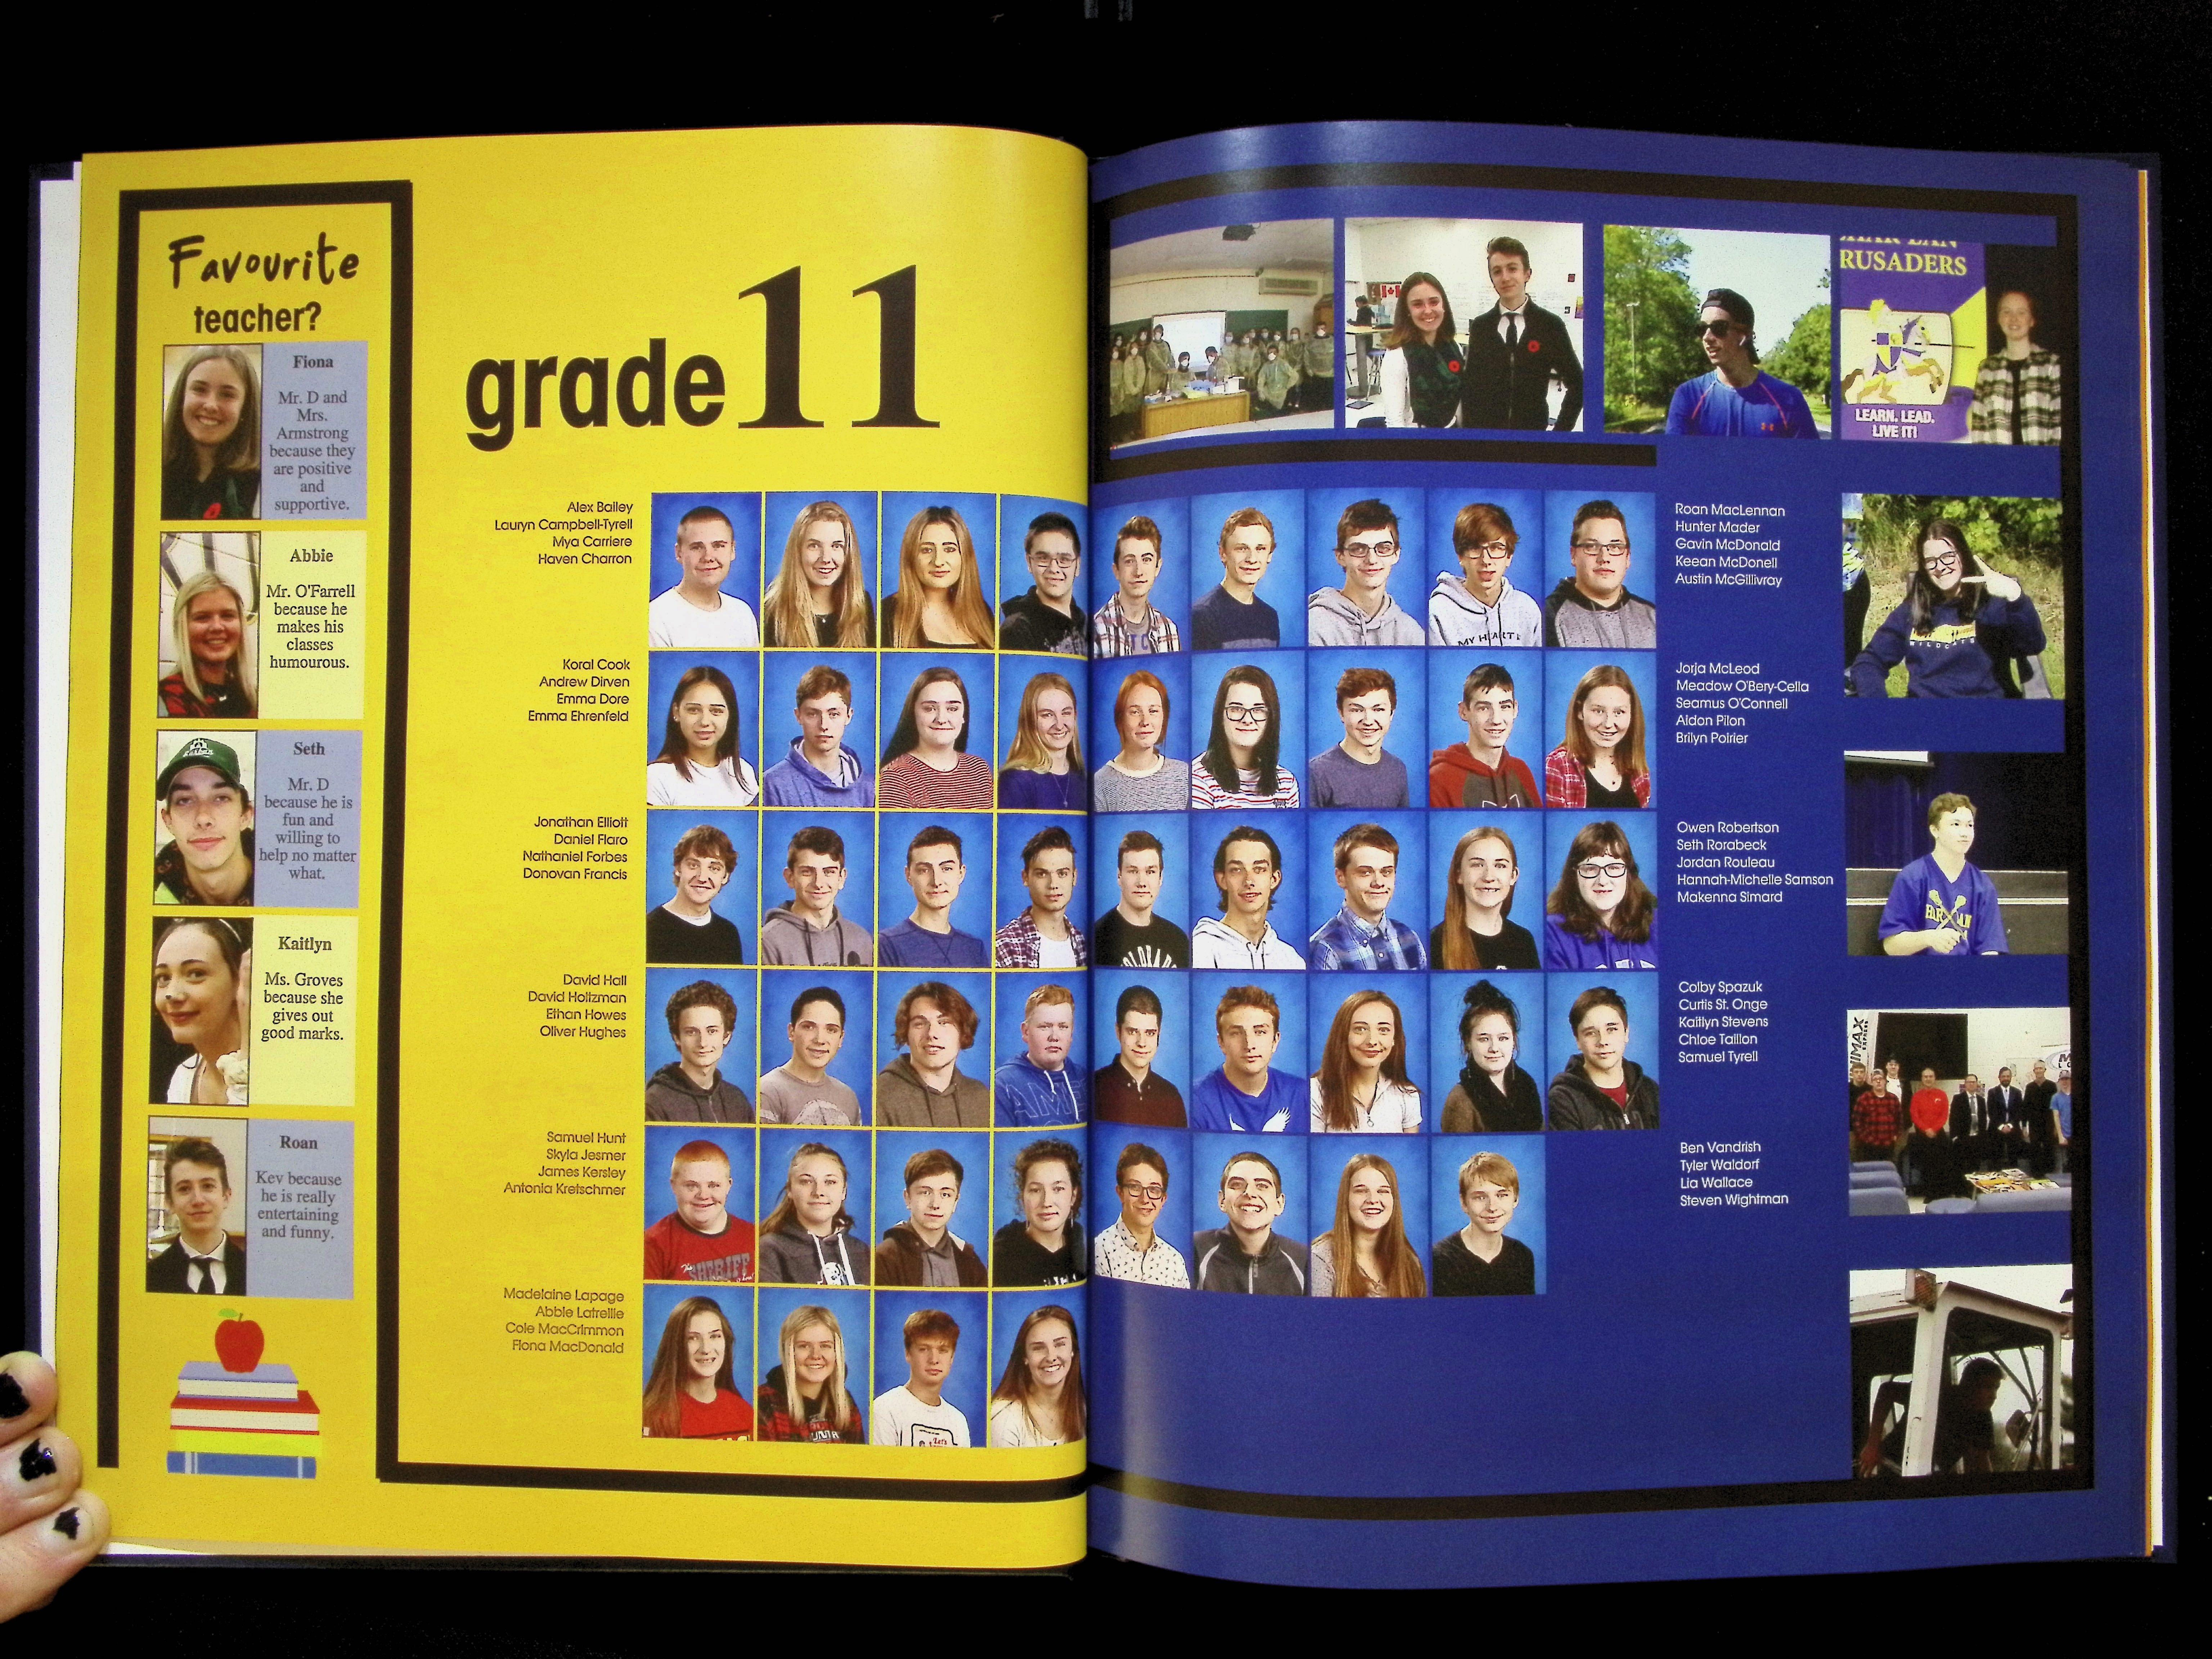 Favourite
teacher?
Fiona
Mr. D and
Mrs.
Armstrong
because they
are positive
and
supportive.
Abbie
Mr. O'Farrell
because he
makes his
classes
humourous.
Seth
Mr. D
because he is
fun and
willing to
help no matter
what.
Kaitlyn
Ms. Groves
because she
gives out
good marks.
Roan
Kev because
he is really
entertaining
and funny.
grade 11
Alex Bailey
Lauryn Campbell-Tyrell
Mya Carriere
Haven Charron
Koral Cook
Andrew Dirven
Emma Dore
Emma Ehrenfeld
Jonathan Elliott
Daniel Flaro
Nathaniel Forbes
Donovan Francis
David Hall
David Holtzman
Ethan Howes
Oliver Hughes
Samuel Hunt
Skyla Jesmer
James Kersley
Antonia Kretschmer
Madelaine Lapage
Abbie Latreille
Cole MacCrimmon
Fiona MacDonald
SHERIFF
RUSADERS
LEARN. LEAD.
LIVE IT!
Roan MacLennan
Hunter Mader
Gavin McDonald
Keean McDonell
Austin McGillivray
MY HEART
Jorja McLeod
Meadow O'Bery-Cella
Seamus O'Connell
Aldon Pilon
Brilyn Poirier
Owen Robertson
Seth Rorabeck
Jordan Rouleau
Hannah-Michelle Samson
Makenna Simard
Colby Spazuk
Curtis St. Onge
Kaitlyn Stevens
Chloe Taillon
Samuel Tyrell
Ben Vandrish
Tyler Waldorf
Lia Wallace
Steven Wightman
WILDCATS